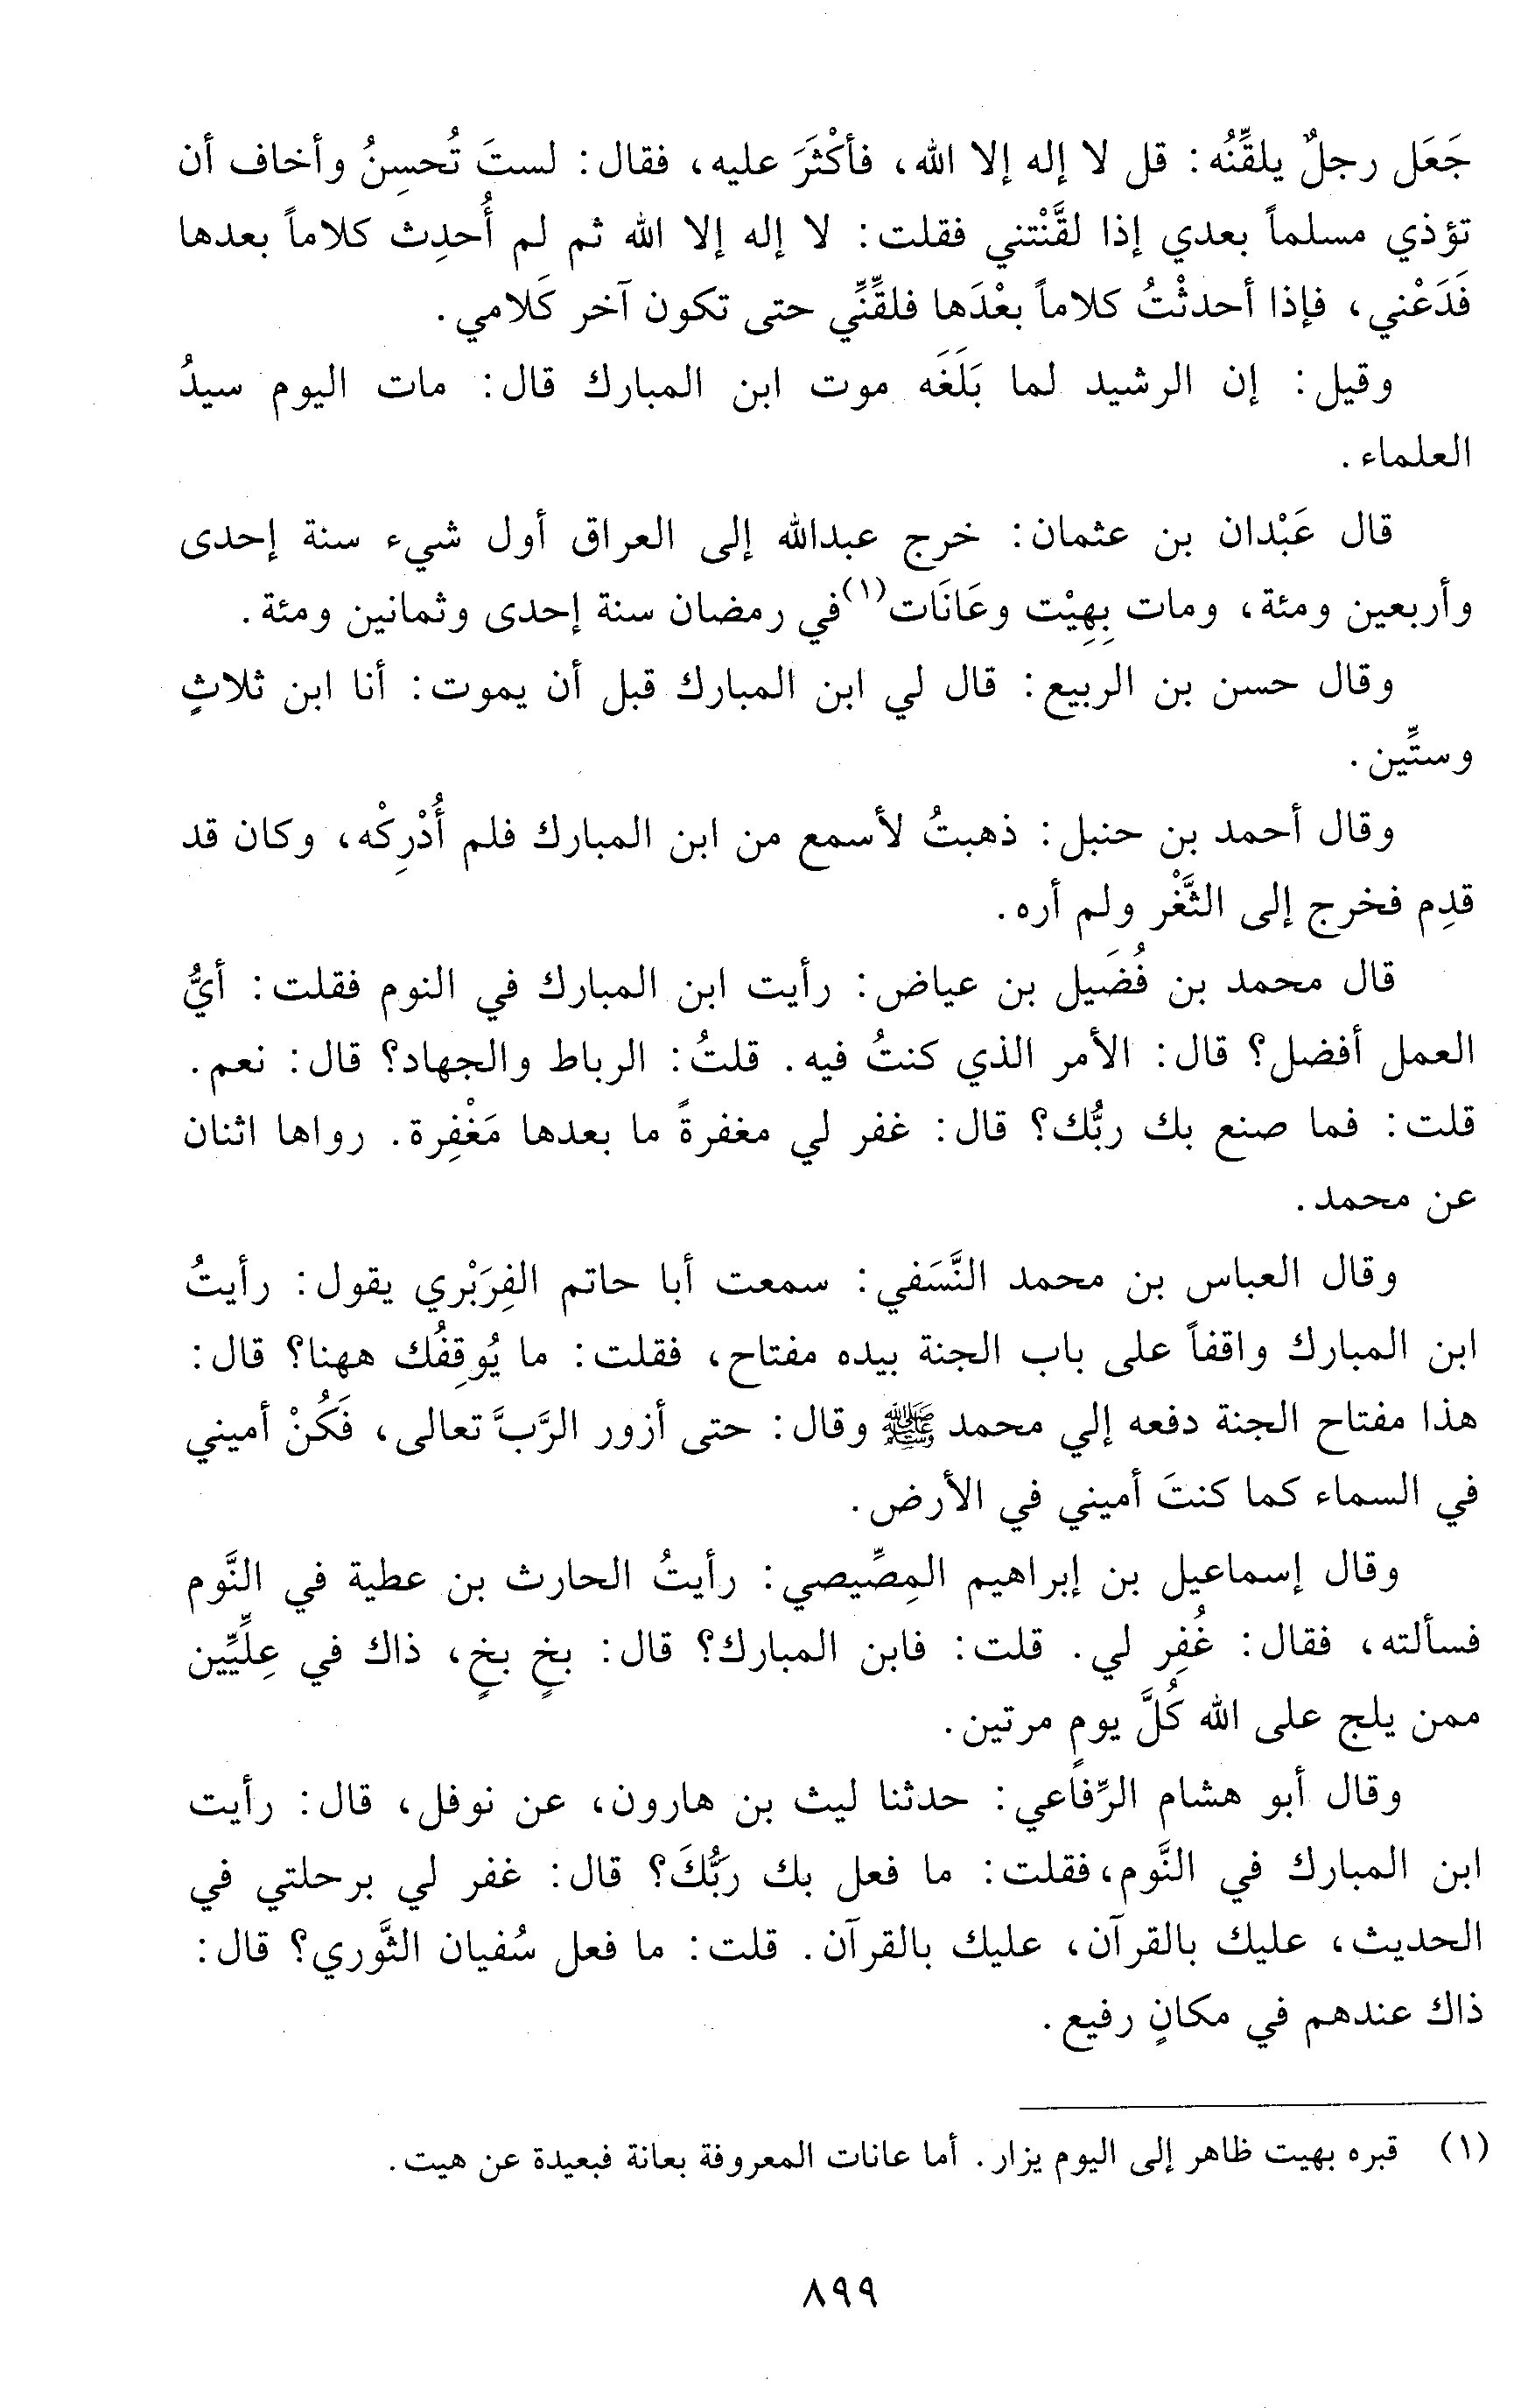 جَعَل رجلٌ يلقِّنُه: قل لا إله إلا الله، فأكْثَرَ عليه، فقال: لستَ تُحسِنُ وأخاف أن
تؤذي مسلماً بعدي إذا لقَّنْتني فقلت: لا إله إلا الله ثم لم أُحدِث كلاماً بعدها
فَدَعْني، فإذا أحدثْتُ كلاماً بعْدَها فلقِّنِّي حتى تكون آخر كَلامي.
وقيل: إن الرشيد لما بَلَغَه موت ابن المبارك قال: مات اليوم سيدُ
العلماء.
قال عَبْدان بن عثمان: خرج عبدالله إلى العراق أول شيء سنة إحدى
وأربعين ومئة، ومات بِهِيْت وعَانَات(١) في رمضان سنة إحدى وثمانين ومئة.
وقال حسن بن الربيع: قال لي ابن المبارك قبل أن يموت: أنا ابن ثلاثٍ
وستِّين.
وقال أحمد بن حنبل: ذهبتُ لأسمع من ابن المبارك فلم أُدْرِكْه، وكان قد
قدِم فخرج إلى الثَّغْر ولم أره.
قال محمد بن فُضَيل بن عياض: رأيت ابن المبارك في النوم فقلت: أيُّ
العمل أفضل؟ قال: الأمر الذي كنتُ فيه. قلتُ: الرباط والجهاد؟ قال: نعم.
قلت: فما صنع بك ربُّك؟ قال: غفر لي مغفرةً ما بعدها مَغْفِرة. رواها اثنان
عن محمد.
وقال العباس بن محمد النَّسَفي: سمعت أبا حاتم الفِرَبْري يقول: رأيتُ
ابن المبارك واقفاً على باب الجنة بيده مفتاح، فقلت: ما يُوقِفُك ههنا؟ قال:
هذا مفتاح الجنة دفعه إلي محمد ﷺ وقال: حتى أزور الرَّبَّ تعالى، فَكُنْ أميني
في السماء كما كنتَ أميني في الأرض.
وقال إسماعيل بن إبراهيم المِصِّيصي: رأيتُ الحارث بن عطية في النَّوم
فسألته، فقال: غُفِر لي. قلت: فابن المبارك؟ قال: بخٍ بخٍ، ذاك في عِلِّيِّين
ممن يلج على الله كُلَّ يومٍ مرتين.
وقال أبو هشام الرِّفاعي: حدثنا ليث بن هارون، عن نوفل، قال: رأيت
ابن المبارك في النَّوم، فقلت: ما فعل بك ربُّكَ؟ قال: غفر لي برحلتي في
الحديث، عليك بالقرآن، عليك بالقرآن. قلت: ما فعل سُفيان الثَّوري؟ قال:
ذاك عندهم في مكانٍ رفيع.
(١) قبره بهيت ظاهر إلى اليوم يزار. أما عانات المعروفة بعانة فبعيدة عن هيت.
٨٩٩